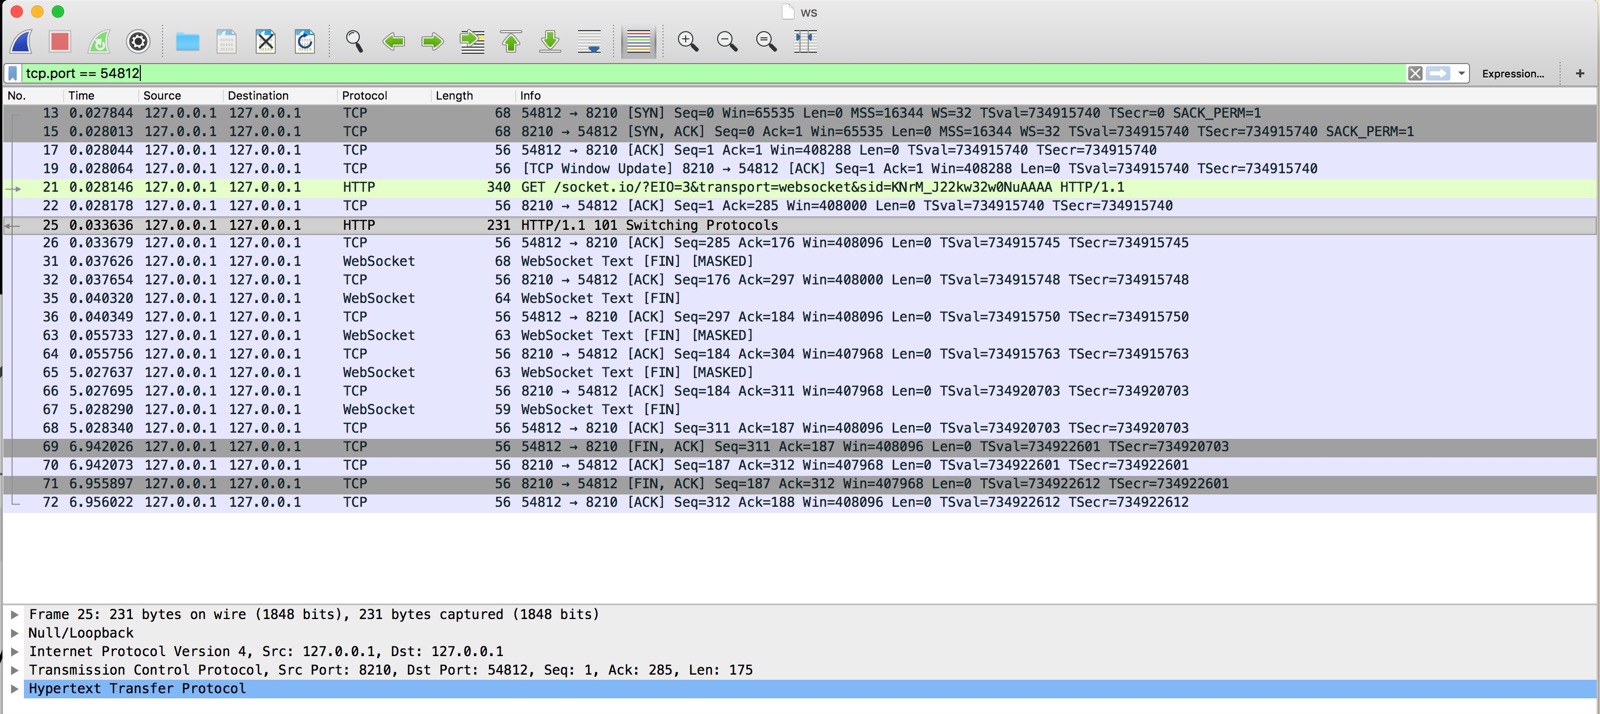 ws
tcp.port == 54812
Expression...
+
No. Time Source Destination Protocol Length Info
13 0.027844 127.0.0.1 127.0.0.1 TCP 68 54812 → 8210 [SYN] Seq=0 Win=65535 Len=0 MSS=16344 WS=32 TSval=734915740 TSecr=0 SACK_PERM=1
15 0.028013 127.0.0.1 127.0.0.1 TCP 68 8210 → 54812 [SYN, ACK] Seq=0 Ack=1 Win=65535 Len=0 MSS=16344 WS=32 TSval=734915740 TSecr=734915740 SACK_PERM=1
17 0.028044 127.0.0.1 127.0.0.1 TCP 56 54812 → 8210 [ACK] Seq=1 Ack=1 Win=408288 Len=0 TSval=734915740 TSecr=734915740
19 0.028064 127.0.0.1 127.0.0.1 TCP 56 [TCP Window Update] 8210 → 54812 [ACK] Seq=1 Ack=1 Win=408288 Len=0 TSval=734915740 TSecr=734915740
21 0.028146 127.0.0.1 127.0.0.1 HTTP 340 GET /socket.io/?EIO=3&transport=websocket&sid=KNrM_J22kw32w0NuAAAA HTTP/1.1
22 0.028178 127.0.0.1 127.0.0.1 TCP 56 8210 → 54812 [ACK] Seq=1 Ack=285 Win=408000 Len=0 TSval=734915740 TSecr=734915740
25 0.033636 127.0.0.1 127.0.0.1 HTTP 231 HTTP/1.1 101 Switching Protocols
26 0.033679 127.0.0.1 127.0.0.1 TCP 56 54812 → 8210 [ACK] Seq=285 Ack=176 Win=408096 Len=0 TSval=734915745 TSecr=734915745
31 0.037626 127.0.0.1 127.0.0.1 WebSocket 68 WebSocket Text [FIN] [MASKED]
32 0.037654 127.0.0.1 127.0.0.1 TCP 56 8210 → 54812 [ACK] Seq=176 Ack=297 Win=408000 Len=0 TSval=734915748 TSecr=734915748
35 0.040320 127.0.0.1 127.0.0.1 WebSocket 64 WebSocket Text [FIN]
36 0.040349 127.0.0.1 127.0.0.1 TCP 56 54812 → 8210 [ACK] Seq=297 Ack=184 Win=408096 Len=0 TSval=734915750 TSecr=734915750
63 0.055733 127.0.0.1 127.0.0.1 WebSocket 63 WebSocket Text [FIN] [MASKED]
64 0.055756 127.0.0.1 127.0.0.1 TCP 56 8210 → 54812 [ACK] Seq=184 Ack=304 Win=407968 Len=0 TSval=734915763 TSecr=734915763
65 5.027637 127.0.0.1 127.0.0.1 WebSocket 63 WebSocket Text [FIN] [MASKED]
66 5.027695 127.0.0.1 127.0.0.1 TCP 56 8210 → 54812 [ACK] Seq=184 Ack=311 Win=407968 Len=0 TSval=734920703 TSecr=734920703
67 5.028290 127.0.0.1 127.0.0.1 WebSocket 59 WebSocket Text [FIN]
68 5.028340 127.0.0.1 127.0.0.1 TCP 56 54812 → 8210 [ACK] Seq=311 Ack=187 Win=408096 Len=0 TSval=734920703 TSecr=734920703
69 6.942026 127.0.0.1 127.0.0.1 TCP 56 54812 → 8210 [FIN, ACK] Seq=311 Ack=187 Win=408096 Len=0 TSval=734922601 TSecr=734920703
70 6.942073 127.0.0.1 127.0.0.1 TCP 56 8210 → 54812 [ACK] Seq=187 Ack=312 Win=407968 Len=0 TSval=734922601 TSecr=734922601
71 6.955897 127.0.0.1 127.0.0.1 TCP 56 8210 → 54812 [FIN, ACK] Seq=187 Ack=312 Win=407968 Len=0 TSval=734922612 TSecr=734922601
72 6.956022 127.0.0.1 127.0.0.1 TCP 56 54812 → 8210 [ACK] Seq=312 Ack=188 Win=408096 Len=0 TSval=734922612 TSecr=734922612
Frame 25: 231 bytes on wire (1848 bits), 231 bytes captured (1848 bits)
Null/Loopback
Internet Protocol Version 4, Src: 127.0.0.1, Dst: 127.0.0.1
Transmission Control Protocol, Src Port: 8210, Dst Port: 54812, Seq: 1, Ack: 285, Len: 175
Hypertext Transfer Protocol